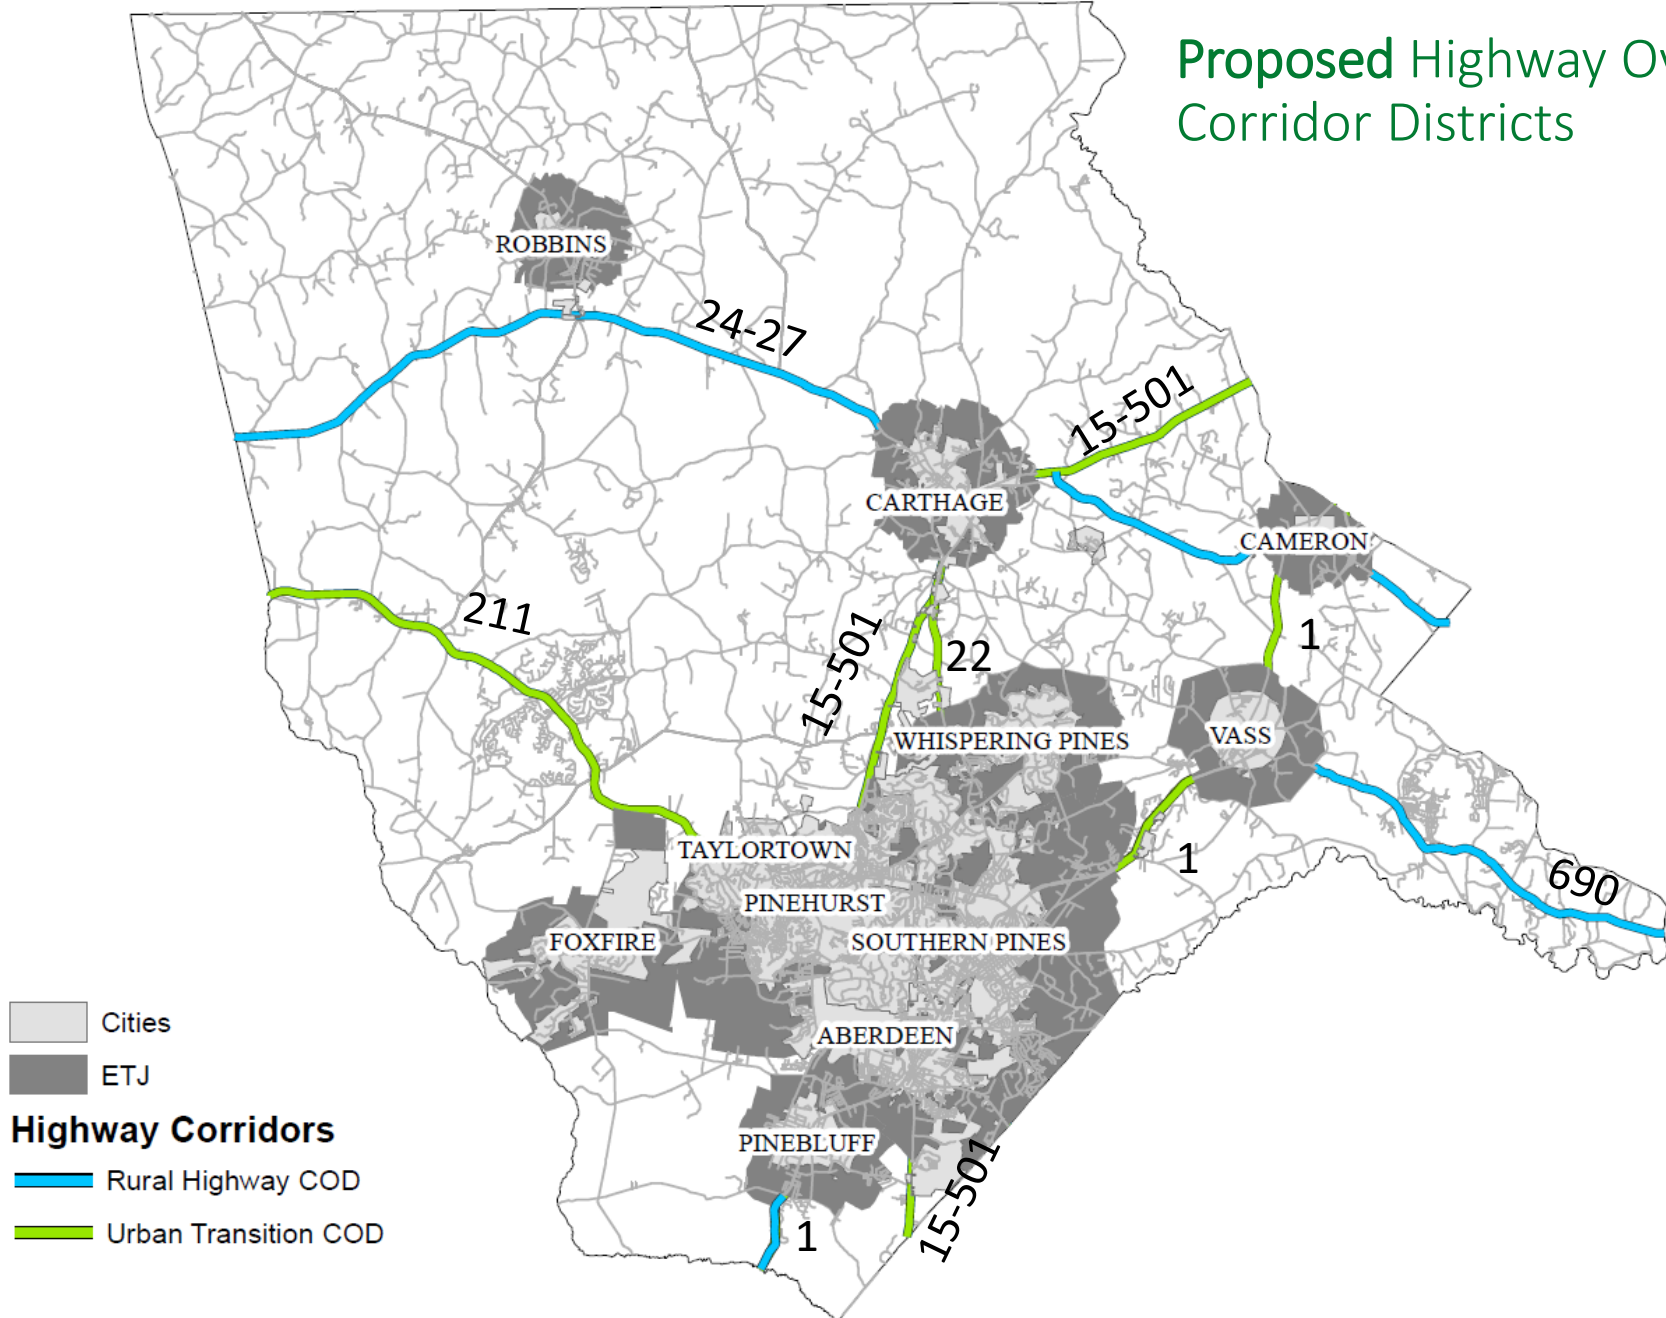 Proposed Highway Ov
Corridor Districts
ROBBINS
24-27
15-501
CARTHAGE
CAMERON
211
15-501
22
1
WHISPERING PINES
VASS
TAYLORTOWN
1
690
PINEHURST
FOXFIRE
SOUTHERN PINES
ABERDEEN
PINEBLUFF
15-501
1
Cities
ETJ
Highway Corridors
Rural Highway COD
Urban Transition COD